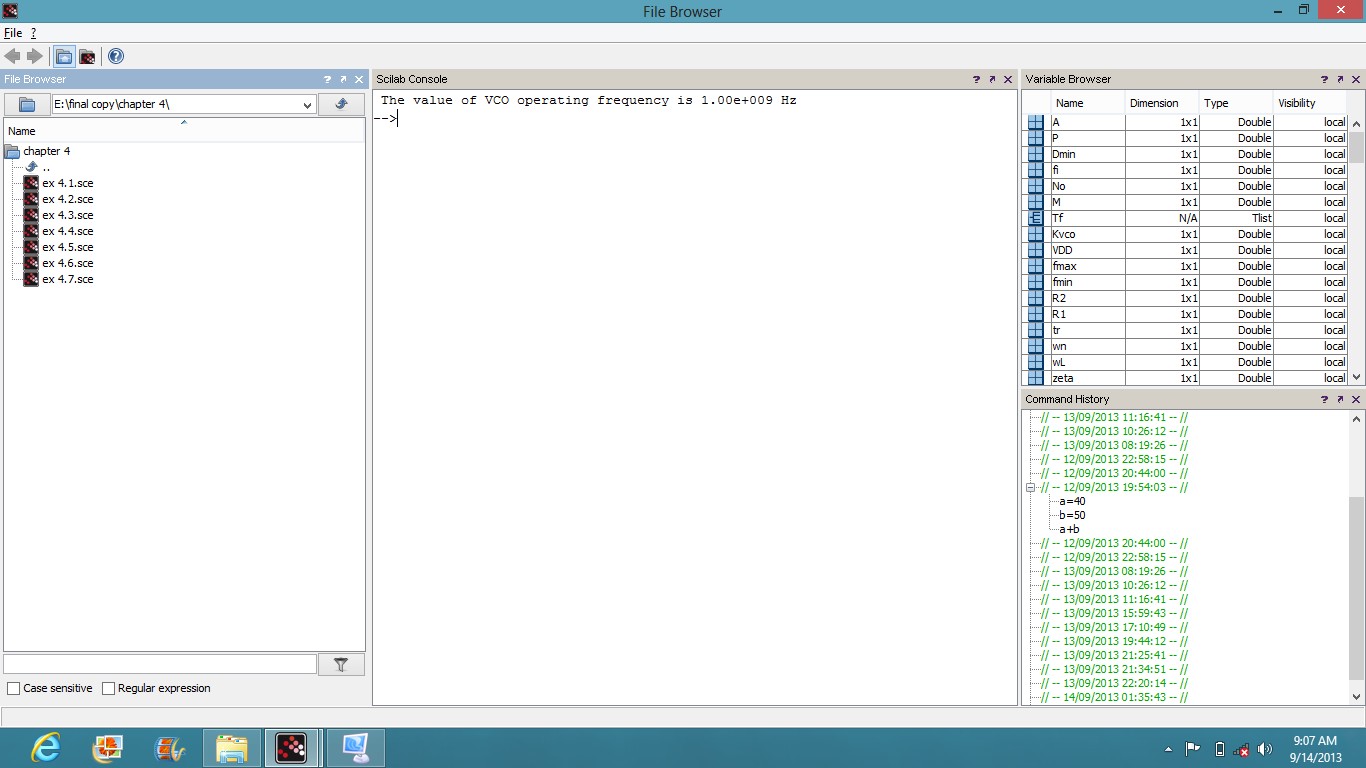 File Browser
File ?
File Browser ?
E:\final copy\chapter 4\
Name
chapter 4
..
ex 4.1.sce
ex 4.2.sce
ex 4.3.sce
ex 4.4.sce
ex 4.5.sce
ex 4.6.sce
ex 4.7.sce
Case sensitive Regular expression
Scilab Console ?
The value of VCO operating frequency is 1.00e+009 Hz
-->
Variable Browser ?
Name Dimension Type Visibility
A 1x1 Double local
P 1x1 Double local
Dmin 1x1 Double local
fi 1x1 Double local
No 1x1 Double local
M 1x1 Double local
Tf N/A Tlist local
Kvco 1x1 Double local
VDD 1x1 Double local
fmax 1x1 Double local
fmin 1x1 Double local
R2 1x1 Double local
R1 1x1 Double local
tr 1x1 Double local
wn 1x1 Double local
wL 1x1 Double local
zeta 1x1 Double local
Command History ?
// -- 13/09/2013 11:16:41 -- //
// -- 13/09/2013 10:26:12 -- //
// -- 13/09/2013 08:19:26 -- //
// -- 12/09/2013 22:58:15 -- //
// -- 12/09/2013 20:44:00 -- //
// -- 12/09/2013 19:54:03 -- //
a=40
b=50
a+b
// -- 12/09/2013 20:44:00 -- //
// -- 12/09/2013 22:58:15 -- //
// -- 13/09/2013 08:19:26 -- //
// -- 13/09/2013 10:26:12 -- //
// -- 13/09/2013 11:16:41 -- //
// -- 13/09/2013 15:59:43 -- //
// -- 13/09/2013 17:10:49 -- //
// -- 13/09/2013 19:44:12 -- //
// -- 13/09/2013 21:25:41 -- //
// -- 13/09/2013 21:34:51 -- //
// -- 13/09/2013 22:20:14 -- //
// -- 14/09/2013 01:35:43 -- //
9:07 AM
9/14/2013